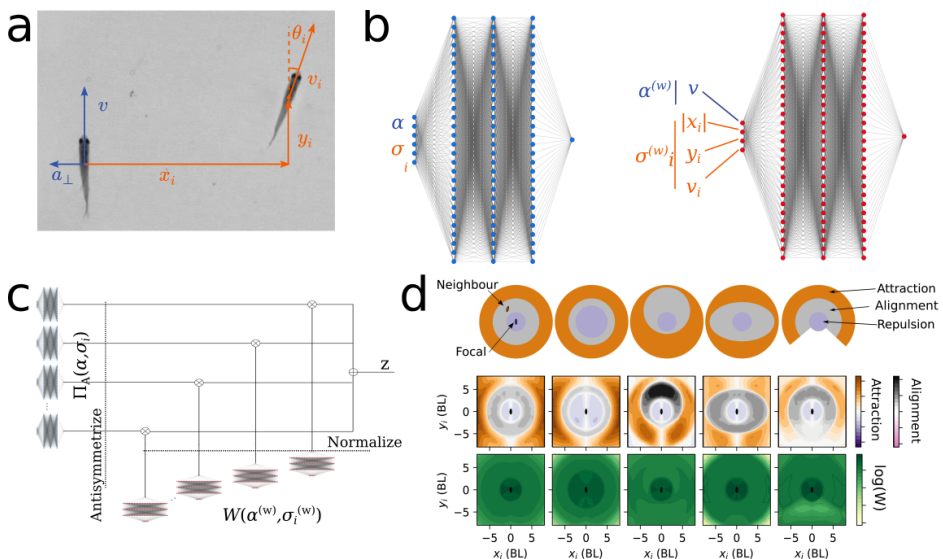 a
θᵢ
v
vᵢ
yᵢ
a⊥
xᵢ
b
α
σᵢ
α⁽ʷ⁾ v
|xᵢ|
σ⁽ʷ⁾i yᵢ
vᵢ
c
Π_A(α,σᵢ)
Antisymmetrize
z
Normalize
W(α⁽ʷ⁾,σᵢ⁽ʷ⁾)
d
Neighbour
Focal
Attraction
Alignment
Repulsion
yᵢ (BL)
5
0
−5
Attraction
Alignment
yᵢ (BL)
5
0
−5
log(W)
−5 0 5 −5 0 5 −5 0 5 −5 0 5 −5 0 5
xᵢ (BL) xᵢ (BL) xᵢ (BL) xᵢ (BL) xᵢ (BL)